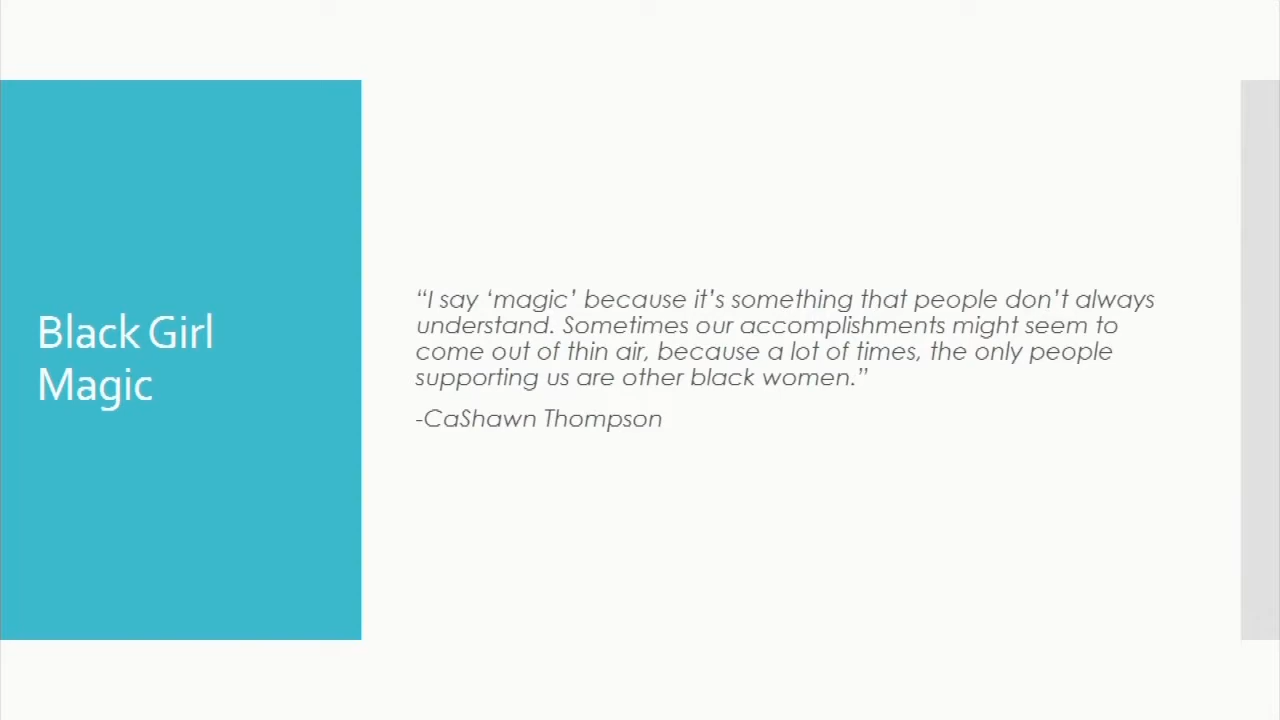 Black Girl
Magic
“I say ‘magic’ because it’s something that people don’t always
understand. Sometimes our accomplishments might seem to
come out of thin air, because a lot of times, the only people
supporting us are other black women.”
-CaShawn Thompson